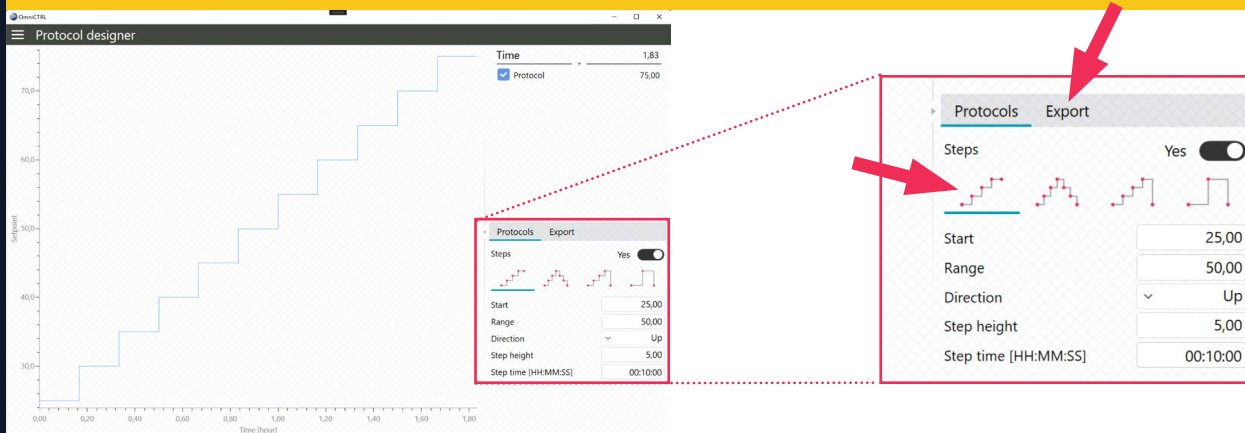 OmniCTRL
Protocol designer
Time 1,83
Protocol 75,00
70,0
60,0
50,0
40,0
30,0
Setpoint
0,00 0,20 0,40 0,60 0,80 1,00 1,20 1,40 1,60 1,80
Time [hour]
Protocols Export
Steps Yes
Start 25,00
Range 50,00
Direction Up
Step height 5,00
Step time [HH:MM:SS] 00:10:00
Protocols Export
Steps Yes
Start 25,00
Range 50,00
Direction Up
Step height 5,00
Step time [HH:MM:SS] 00:10:00